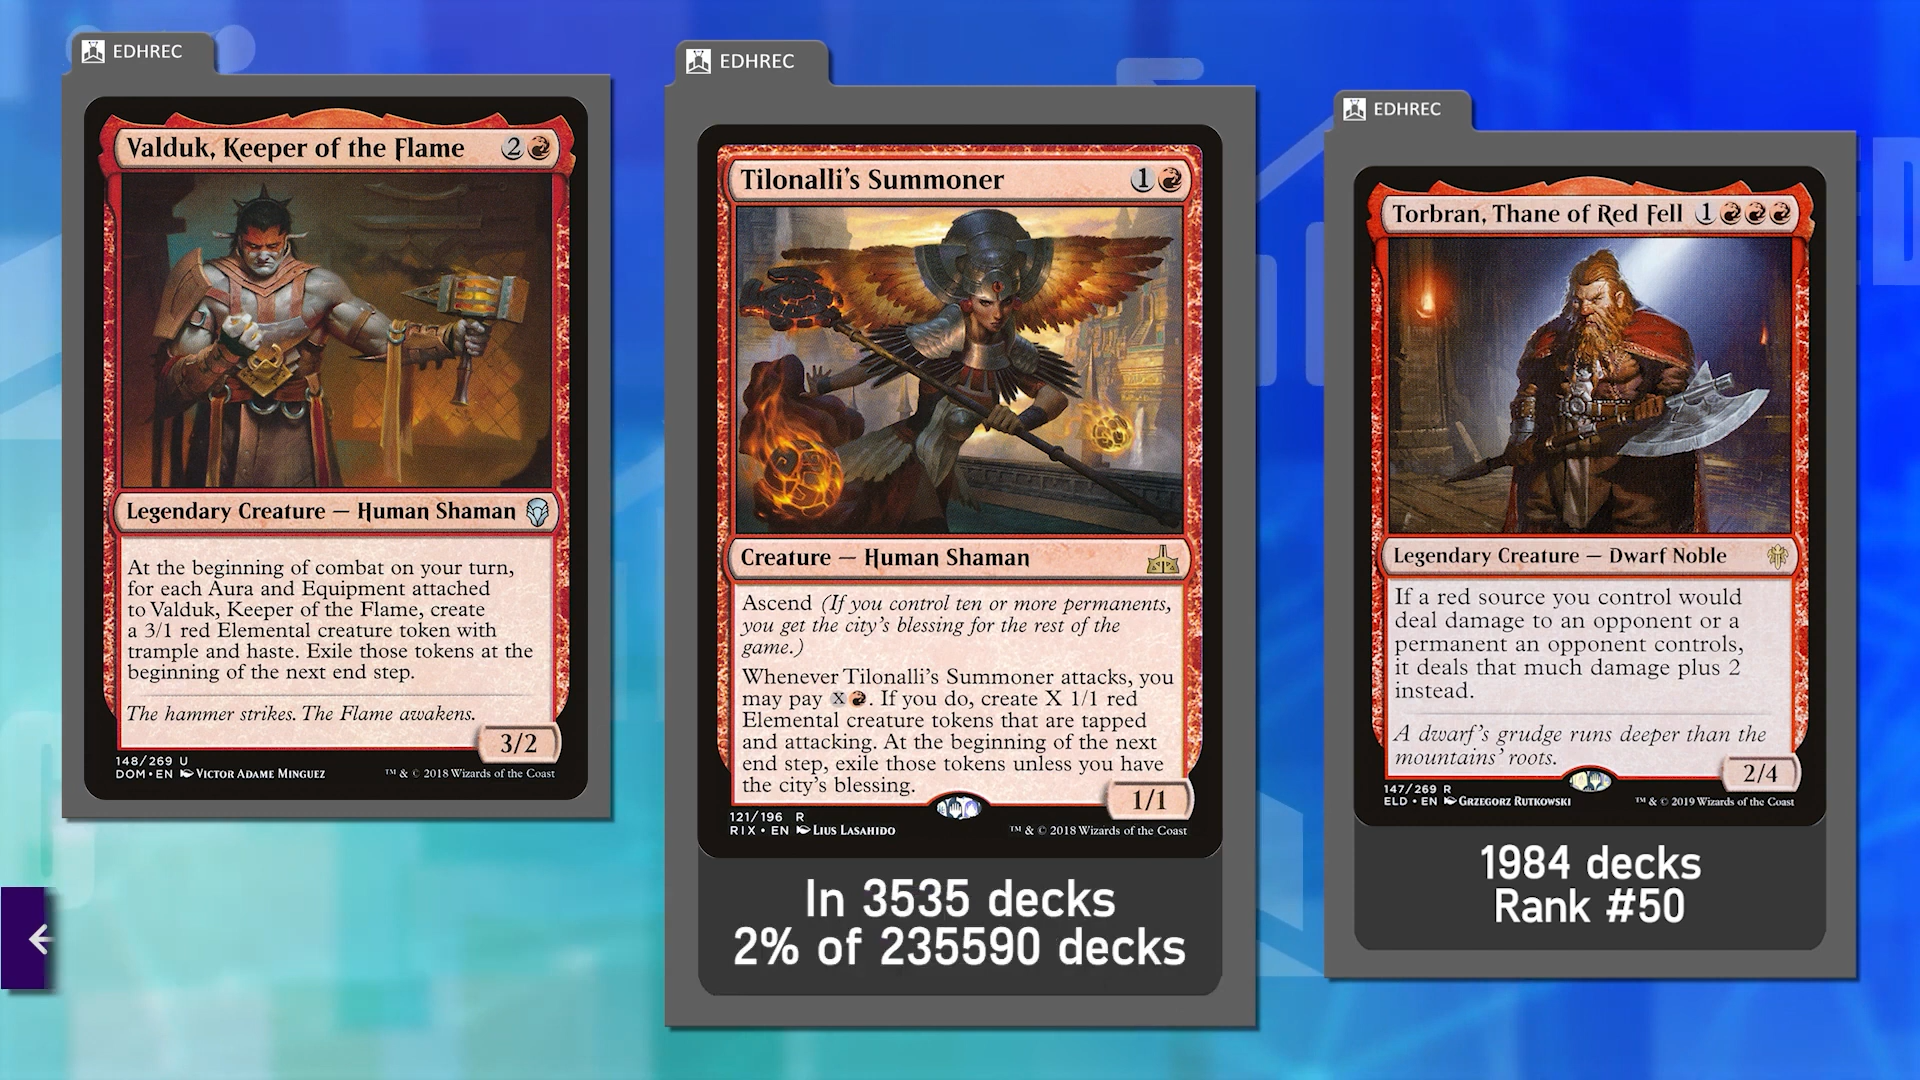 EDHREC
Valduk, Keeper of the Flame 2
Legendary Creature — Human Shaman
At the beginning of combat on your turn,
for each Aura and Equipment attached
to Valduk, Keeper of the Flame, create
a 3/1 red Elemental creature token with
trample and haste. Exile those tokens at the
beginning of the next end step.
The hammer strikes. The Flame awakens.
3/2
148/269 U
DOM • EN Victor Adame Minguez
™ & © 2018 Wizards of the Coast
EDHREC
Tilonalli's Summoner 1
Creature — Human Shaman
Ascend (If you control ten or more permanents,
you get the city's blessing for the rest of the
game.)
Whenever Tilonalli's Summoner attacks, you
may pay X. If you do, create X 1/1 red
Elemental creature tokens that are tapped
and attacking. At the beginning of the next
end step, exile those tokens unless you have
the city's blessing.
1/1
121/196 R
RIX • EN Lius Lasahido
™ & © 2018 Wizards of the Coast
In 3535 decks
2% of 235590 decks
EDHREC
Torbran, Thane of Red Fell 1
Legendary Creature — Dwarf Noble
If a red source you control would
deal damage to an opponent or a
permanent an opponent controls,
it deals that much damage plus 2
instead.
A dwarf's grudge runs deeper than the
mountains' roots.
2/4
147/269 R
ELD • EN Grzegorz Rutkowski
™ & © 2019 Wizards of the Coast
1984 decks
Rank #50